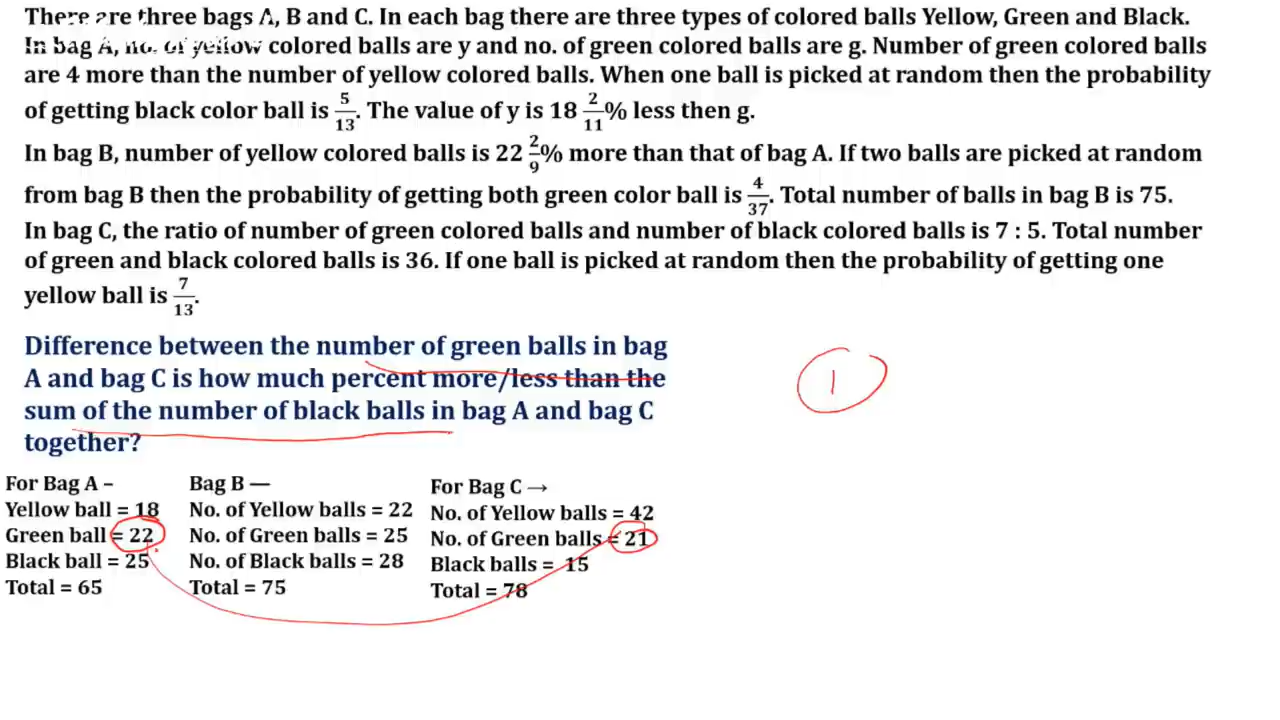 There are three bags A, B and C. In each bag there are three types of colored balls Yellow, Green and Black.
In bag A, no. of yellow colored balls are y and no. of green colored balls are g. Number of green colored balls
are 4 more than the number of yellow colored balls. When one ball is picked at random then the probability
of getting black color ball is 5/13. The value of y is 18 2/11% less then g.
In bag B, number of yellow colored balls is 22 2/9% more than that of bag A. If two balls are picked at random
from bag B then the probability of getting both green color ball is 4/37. Total number of balls in bag B is 75.
In bag C, the ratio of number of green colored balls and number of black colored balls is 7 : 5. Total number
of green and black colored balls is 36. If one ball is picked at random then the probability of getting one
yellow ball is 7/13.
Difference between the number of green balls in bag
A and bag C is how much percent more/less than the
sum of the number of black balls in bag A and bag C
together?
1
For Bag A –
Yellow ball = 18
Green ball = 22
Black ball = 25
Total = 65
Bag B —
No. of Yellow balls = 22
No. of Green balls = 25
No. of Black balls = 28
Total = 75
For Bag C →
No. of Yellow balls = 42
No. of Green balls = 21
Black balls = 15
Total = 78